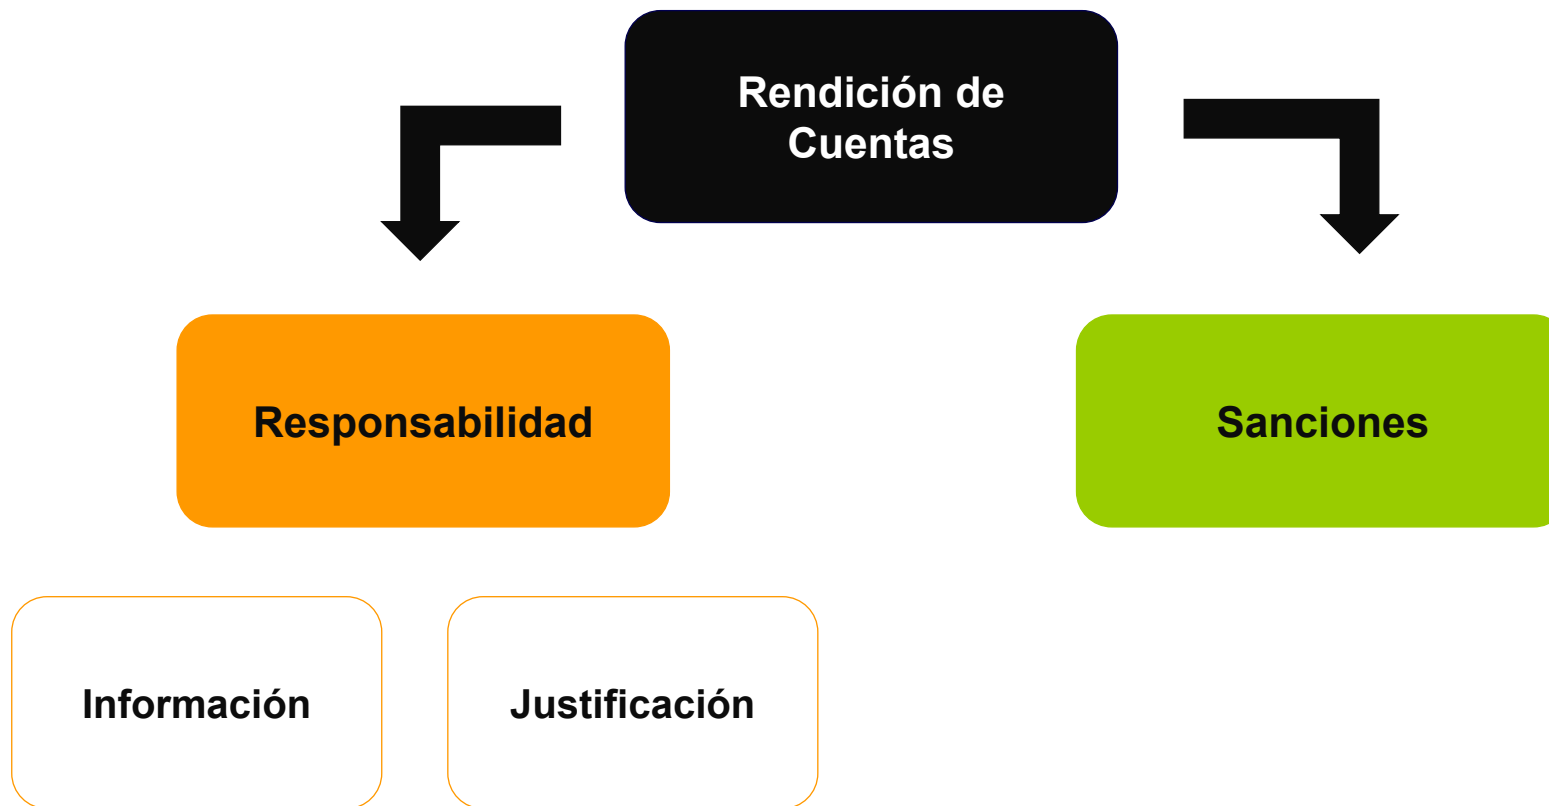 Rendición de
Cuentas
Responsabilidad
Sanciones
Información
Justificación